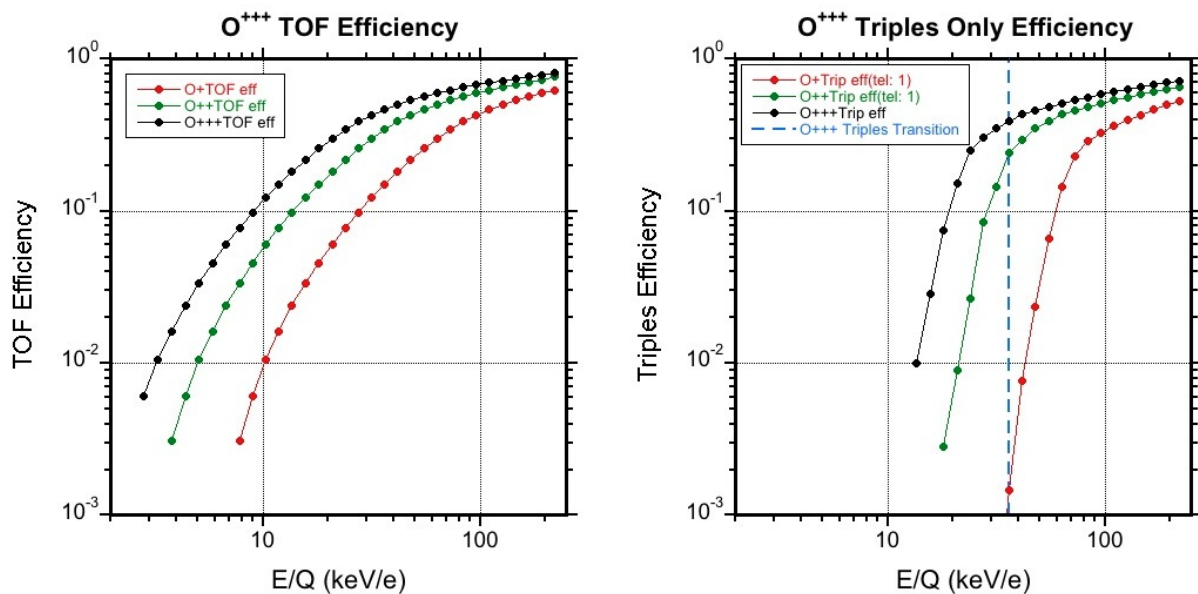 O+++ TOF Efficiency
O+TOF eff
O++TOF eff
O+++TOF eff
10^0
10^-1
10^-2
10^-3
TOF Efficiency
10
100
E/Q (keV/e)
O+++ Triples Only Efficiency
O+Trip eff(tel: 1)
O++Trip eff(tel: 1)
O+++Trip eff
O+++ Triples Transition
10^0
10^-1
10^-2
10^-3
Triples Efficiency
10
100
E/Q (keV/e)